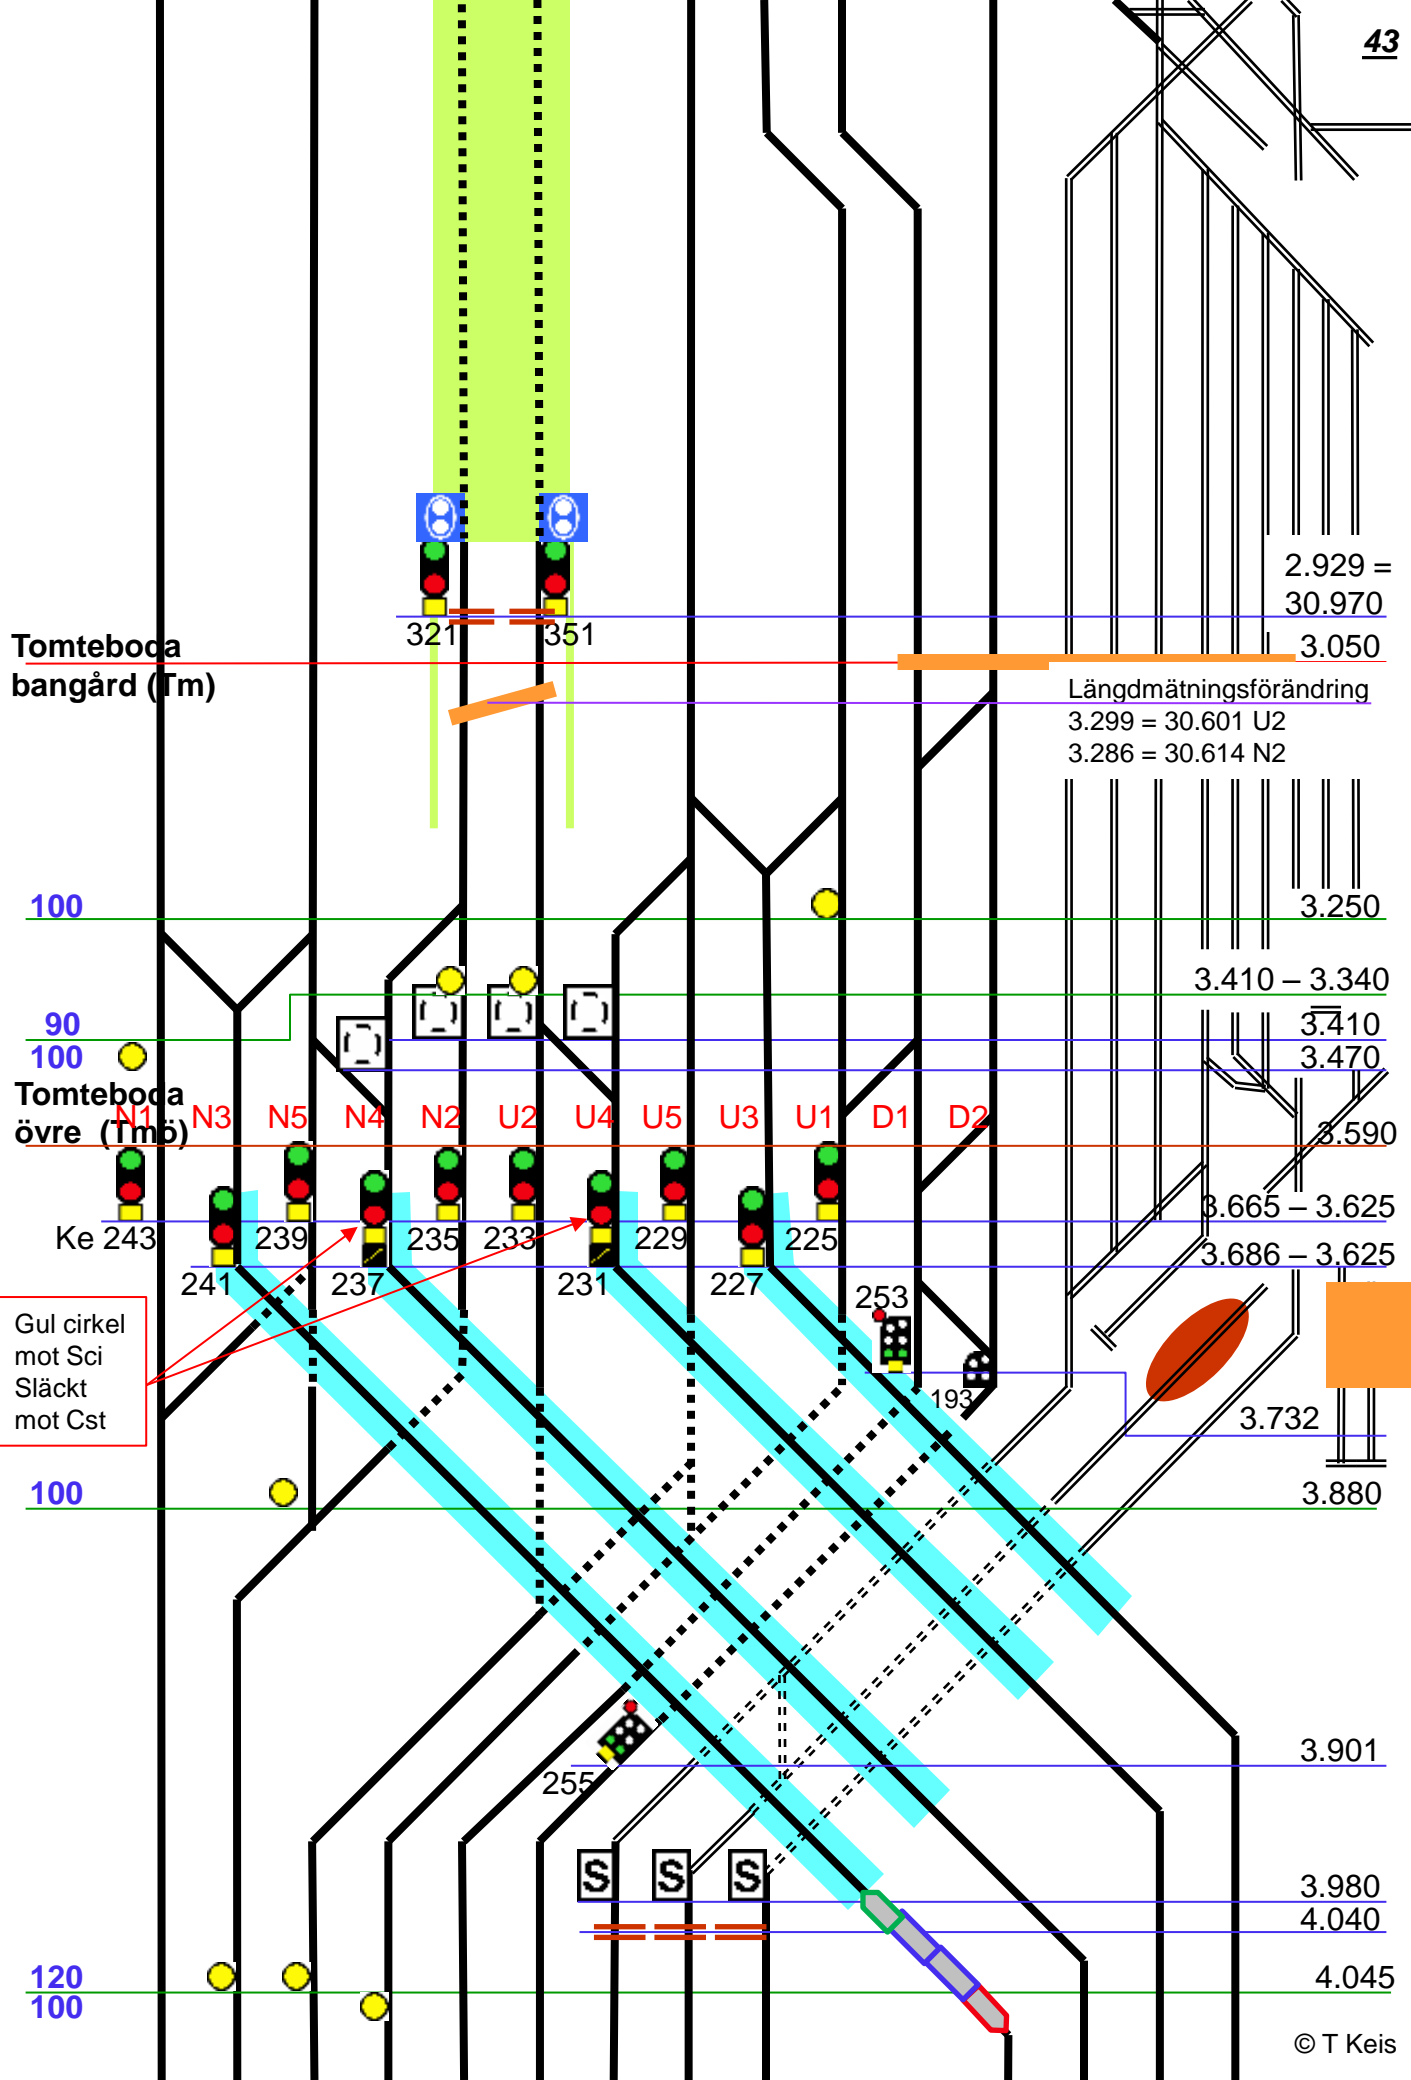 43
2.929 =
30.970
321 351
Tomteboda
bangård (Tm)
3.050
Längdmätningsförändring
3.299 = 30.601 U2
3.286 = 30.614 N2
100 3.250
3.410 – 3.340
90 3.410
100 3.470
Tomteboda
övre (Tmö)
N1 N3 N5 N4 N2 U2 U4 U5 U3 U1 D1 D2
3.590
3.665 – 3.625
Ke 243 239 235 233 229 225
3.686 – 3.625
241 237 231 227
253
Gul cirkel
mot Sci
Släckt
mot Cst
193
3.732
100 3.880
3.901
255
S S S
3.980
4.040
120 4.045
100
© T Keis